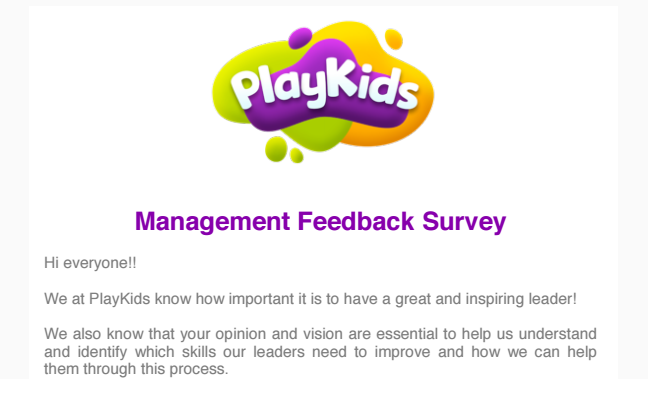 PlayKids
Management Feedback Survey
Hi everyone!!
We at PlayKids know how important it is to have a great and inspiring leader!
We also know that your opinion and vision are essential to help us understand
and identify which skills our leaders need to improve and how we can help
them through this process.